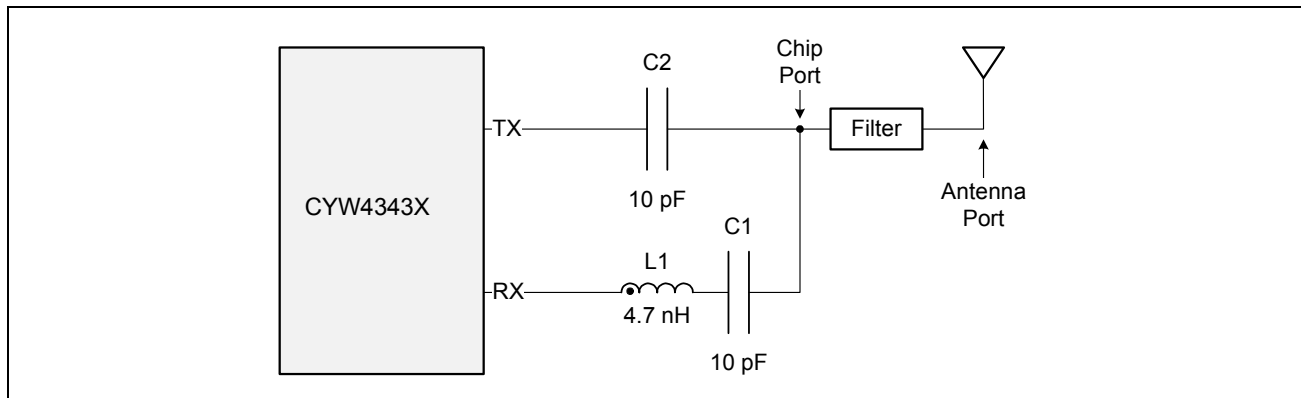 C2
Chip
Port
TX
Filter
10 pF
CYW4343X
C1
Antenna
Port
L1
RX
4.7 nH
10 pF